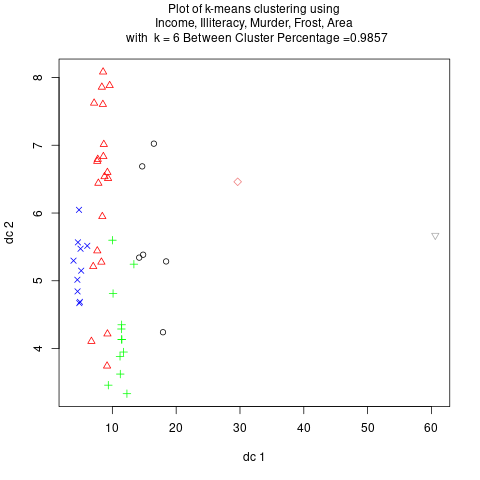 Plot of k-means clustering using
Income, Illiteracy, Murder, Frost, Area
with  k = 6 Between Cluster Percentage =0.9857
8
7
6
5
4
dc 2
10 20 30 40 50 60
dc 1